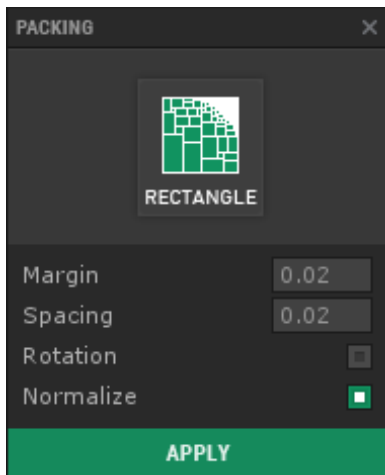 PACKING
RECTANGLE
Margin 0.02
Spacing 0.02
Rotation
Normalize
APPLY